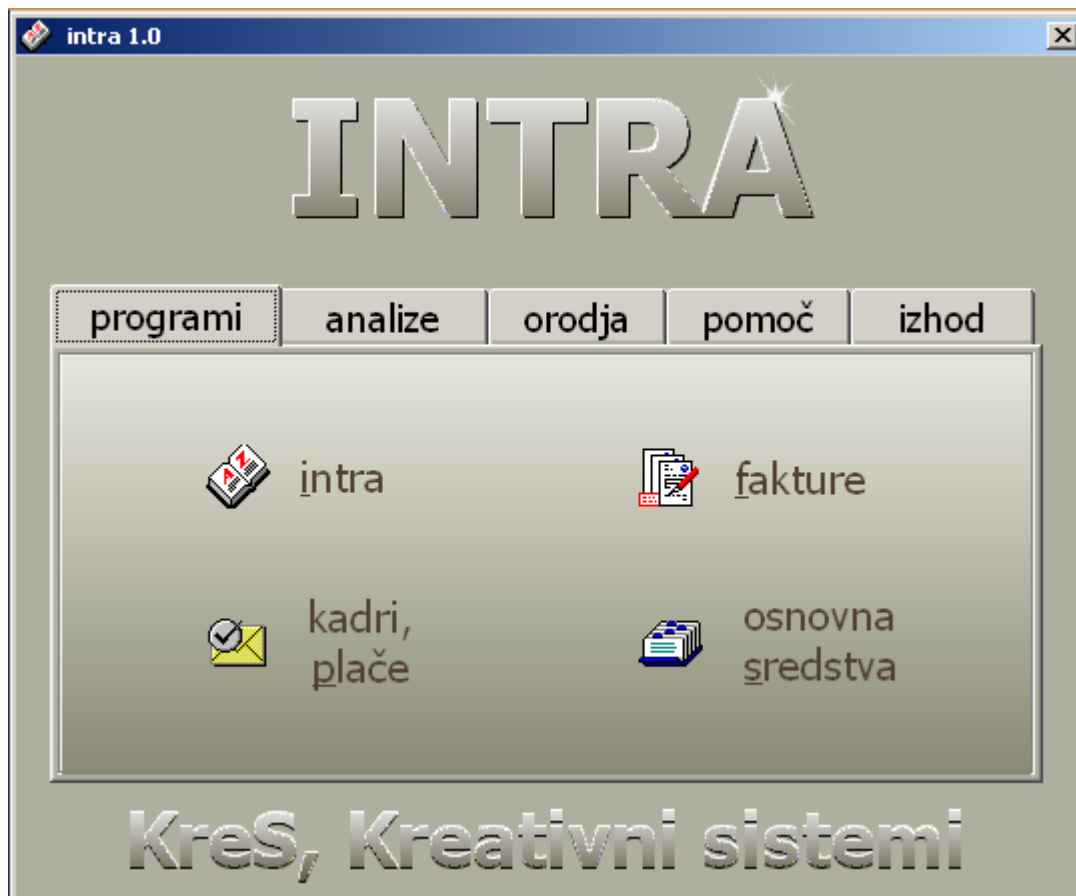 intra 1.0
INTRA
programi analize orodja pomoč izhod
intra fakture
kadri, osnovna
plače sredstva
KreS, Kreativni sistemi